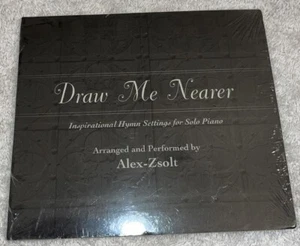 Draw Me Nearer
Inspirational Hymn Settings for Solo Piano
Arranged and Performed by
Alex-Zsolt